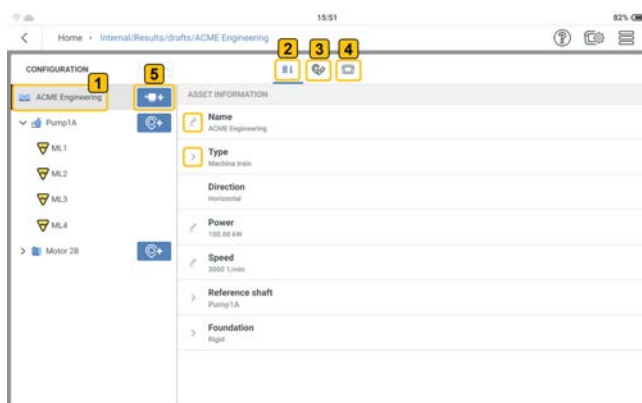 15:51
82%
Home › Internal/Results/drafts/ACME Engineering
2
3
4
CONFIGURATION
5
1
ACME Engineering
ASSET INFORMATION
Name
ACME Engineering
Pump1A
Type
Machine train
ML1
Direction
Horizontal
ML2
ML3
Power
100.00 kW
ML4
Motor 2B
Speed
3000 1/min
Reference shaft
Pump1A
Foundation
Rigid